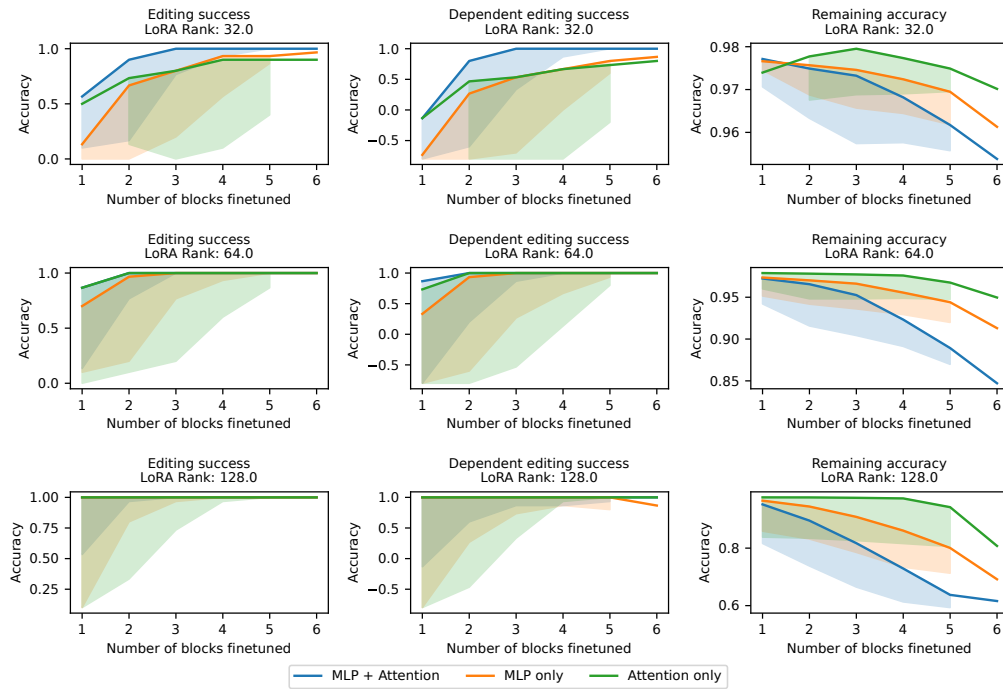 Editing success
LoRA Rank: 32.0
Accuracy
1.0
0.5
0.0
1 2 3 4 5 6
Number of blocks finetuned
Dependent editing success
LoRA Rank: 32.0
Accuracy
1.0
0.5
0.0
−0.5
1 2 3 4 5 6
Number of blocks finetuned
Remaining accuracy
LoRA Rank: 32.0
Accuracy
0.98
0.97
0.96
1 2 3 4 5 6
Number of blocks finetuned
Editing success
LoRA Rank: 64.0
Accuracy
1.0
0.5
0.0
1 2 3 4 5 6
Number of blocks finetuned
Dependent editing success
LoRA Rank: 64.0
Accuracy
1.0
0.5
0.0
−0.5
1 2 3 4 5 6
Number of blocks finetuned
Remaining accuracy
LoRA Rank: 64.0
Accuracy
0.95
0.90
0.85
1 2 3 4 5 6
Number of blocks finetuned
Editing success
LoRA Rank: 128.0
Accuracy
1.00
0.75
0.50
0.25
1 2 3 4 5 6
Number of blocks finetuned
Dependent editing success
LoRA Rank: 128.0
Accuracy
1.0
0.5
0.0
−0.5
1 2 3 4 5 6
Number of blocks finetuned
Remaining accuracy
LoRA Rank: 128.0
Accuracy
0.8
0.6
1 2 3 4 5 6
Number of blocks finetuned
MLP + Attention MLP only Attention only